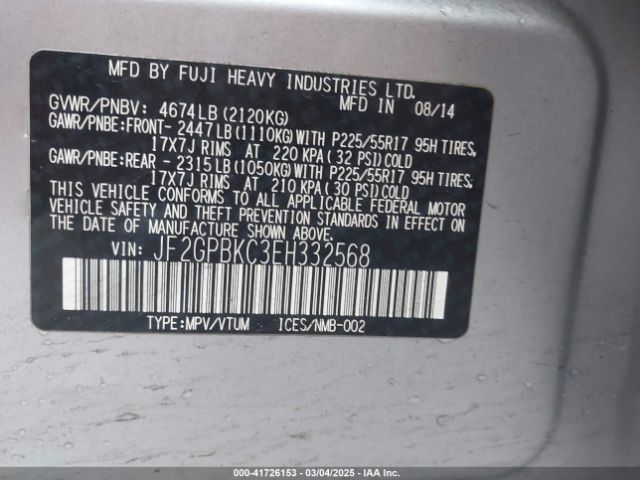 MFD BY FUJI HEAVY INDUSTRIES LTD.
MFD IN 08/14
GVWR/PNBV: 4674LB(2120KG)
GAWR/PNBE:FRONT- 2447LB(1110KG)WITH P225/55R17 95H TIRES,
17X7J RIMS AT 220 KPA(32 PSI)COLD
GAWR/PNBE:REAR - 2315LB(1050KG)WITH P225/55R17 95H TIRES,
17X7J RIMS AT 210 KPA(30 PSI)COLD
THIS VEHICLE CONFORMS TO ALL APPLICABLE FEDERAL MOTOR
VEHICLE SAFETY AND THEFT PREVENTION STANDARDS IN EFFECT ON
THE DATE OF MANUFACTURE SHOWN ABOVE.
VIN: JF2GPBKC3EH332568
TYPE:MPV/VTUM ICES/NMB-002
000-41726153 - 03/04/2025 - IAA Inc.